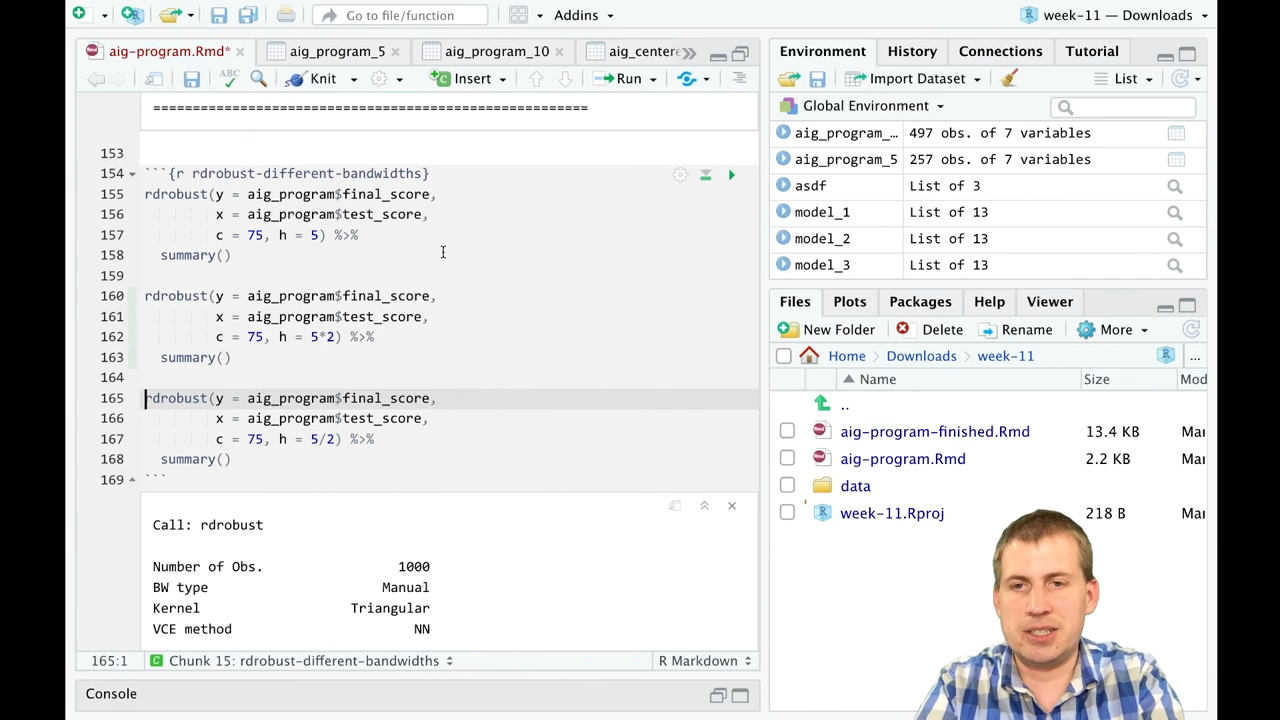 Go to file/function
Addins
week-11 — Downloads
aig-program.Rmd*
aig_program_5
aig_program_10
aig_centere
Knit
Insert
Run
=======================================================
153
154 ```{r rdrobust-different-bandwidths}
155 rdrobust(y = aig_program$final_score,
156 x = aig_program$test_score,
157 c = 75, h = 5) %>%
158 summary()
159
160 rdrobust(y = aig_program$final_score,
161 x = aig_program$test_score,
162 c = 75, h = 5*2) %>%
163 summary()
164
165 rdrobust(y = aig_program$final_score,
166 x = aig_program$test_score,
167 c = 75, h = 5/2) %>%
168 summary()
169 ```
Call: rdrobust
Number of Obs. 1000
BW type Manual
Kernel Triangular
VCE method NN
165:1 Chunk 15: rdrobust-different-bandwidths R Markdown
Console
Environment History Connections Tutorial
Import Dataset List
Global Environment
aig_program_… 497 obs. of 7 variables
aig_program_5 257 obs. of 7 variables
asdf List of 3
model_1 List of 13
model_2 List of 13
model_3 List of 13
Files Plots Packages Help Viewer
New Folder Delete Rename More
Home Downloads week-11 ...
Name Size Mod
..
aig-program-finished.Rmd 13.4 KB Mar
aig-program.Rmd 2.2 KB Mar
data
week-11.Rproj 218 B Mar